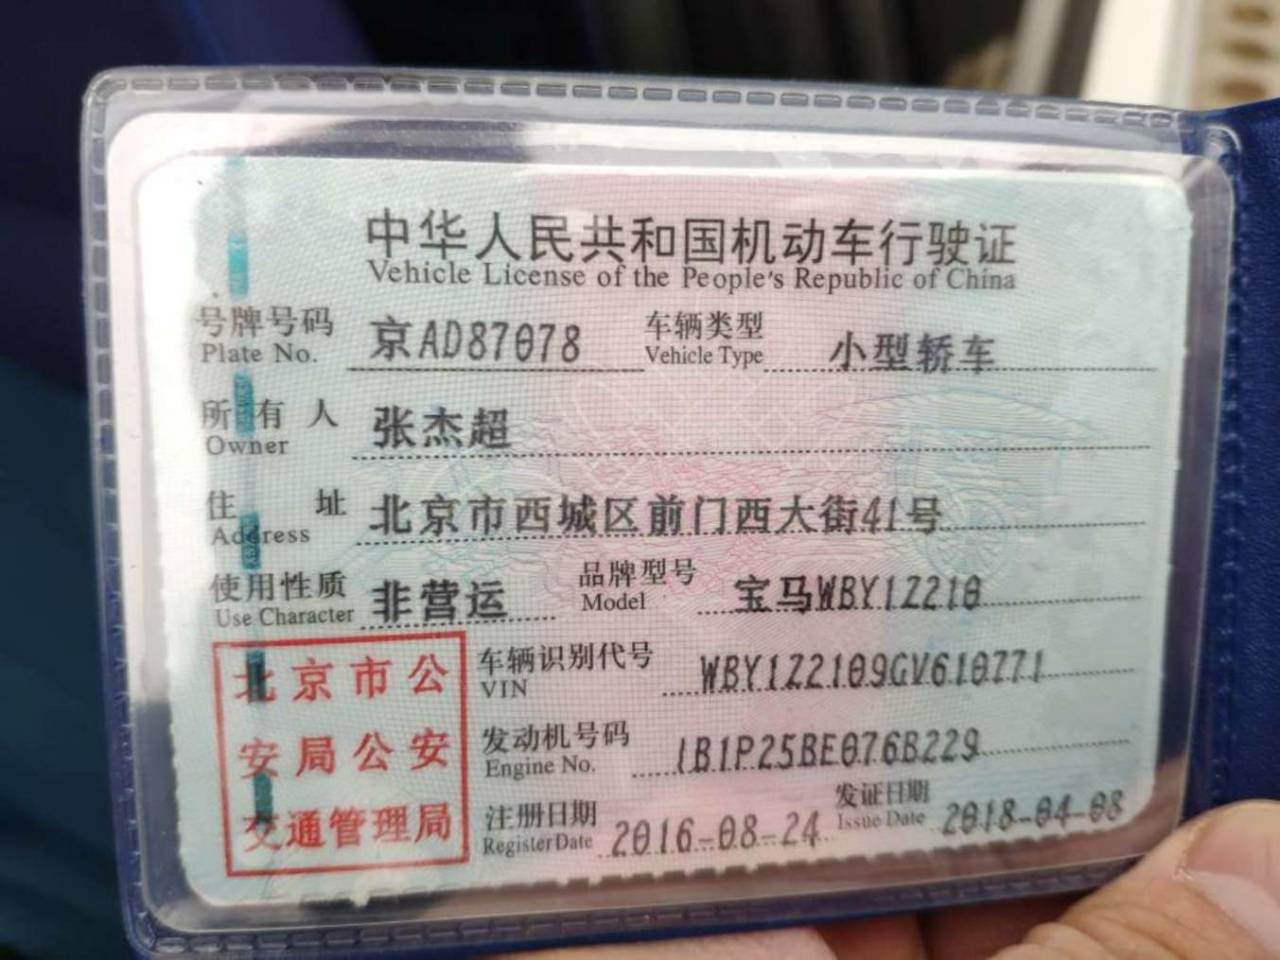 中华人民共和国机动车行驶证
Vehicle License of the People's Republic of China
号牌号码 京AD87078 车辆类型 小型轿车
Plate No. Vehicle Type
所有人 张杰超
Owner
住址 北京市西城区前门西大街41号
Address
使用性质 非营运 品牌型号 宝马WBY1Z210
Use Character Model
北京市公 车辆识别代号 WBY1Z2109GV610771
VIN
安局公安 发动机号码 1B1P25BE076B229
Engine No.
交通管理局 注册日期 2016-08-24 发证日期 2018-04-08
Register Date Issue Date